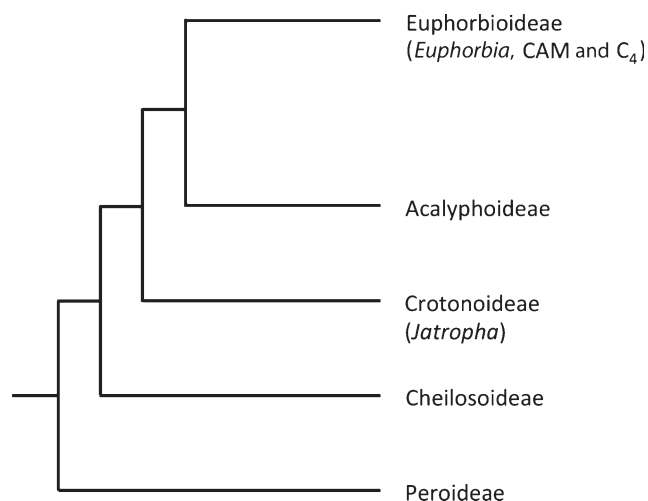 Euphorbioideae
(Euphorbia, CAM and C₄)
Acalyphoideae
Crotonoideae
(Jatropha)
Cheilosoideae
Peroideae